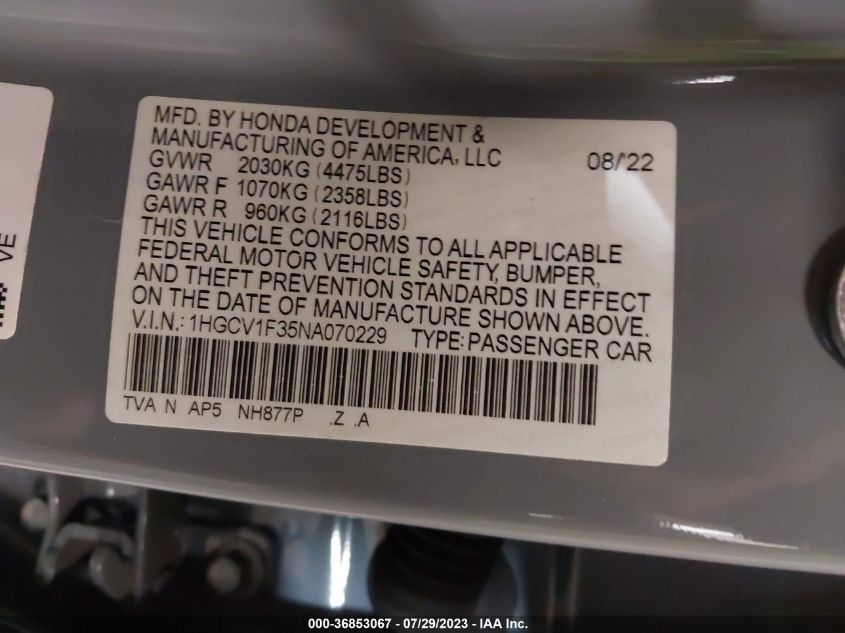 MFD. BY HONDA DEVELOPMENT &
MANUFACTURING OF AMERICA, LLC 08/'22
GVWR 2030KG (4475LBS)
GAWR F 1070KG (2358LBS)
GAWR R 960KG (2116LBS)
THIS VEHICLE CONFORMS TO ALL APPLICABLE
FEDERAL MOTOR VEHICLE SAFETY, BUMPER,
AND THEFT PREVENTION STANDARDS IN EFFECT
ON THE DATE OF MANUFACTURE SHOWN ABOVE.
V.I.N.: 1HGCV1F35NA070229 TYPE: PASSENGER CAR
TVA N AP5 NH877P .Z .A
VE
000-36853067 / 07/29/2023 - IAA Inc.